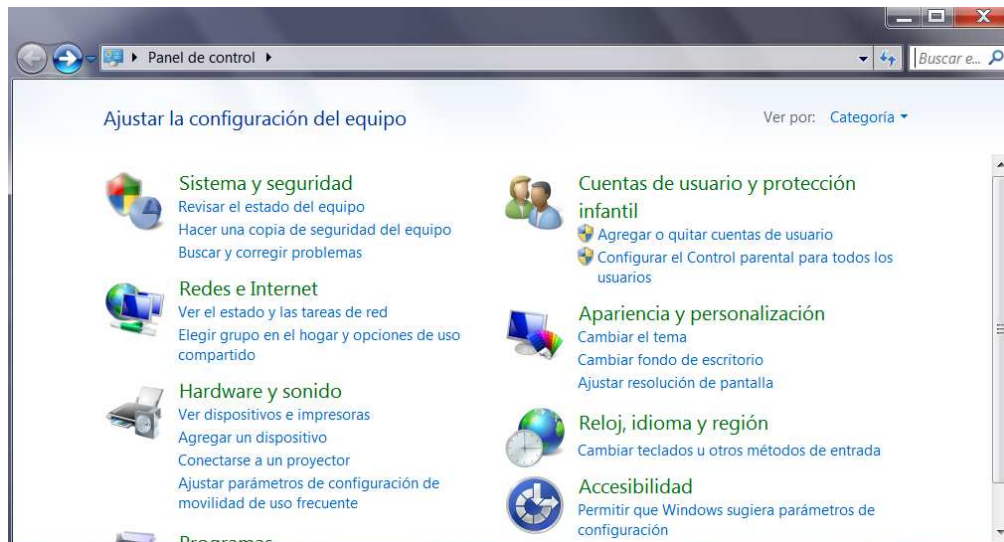 Panel de control
Buscar e...
Ajustar la configuración del equipo
Ver por: Categoría
Sistema y seguridad
Revisar el estado del equipo
Hacer una copia de seguridad del equipo
Buscar y corregir problemas
Redes e Internet
Ver el estado y las tareas de red
Elegir grupo en el hogar y opciones de uso
compartido
Hardware y sonido
Ver dispositivos e impresoras
Agregar un dispositivo
Conectarse a un proyector
Ajustar parámetros de configuración de
movilidad de uso frecuente
Programas
Cuentas de usuario y protección
infantil
Agregar o quitar cuentas de usuario
Configurar el Control parental para todos los
usuarios
Apariencia y personalización
Cambiar el tema
Cambiar fondo de escritorio
Ajustar resolución de pantalla
Reloj, idioma y región
Cambiar teclados u otros métodos de entrada
Accesibilidad
Permitir que Windows sugiera parámetros de
configuración